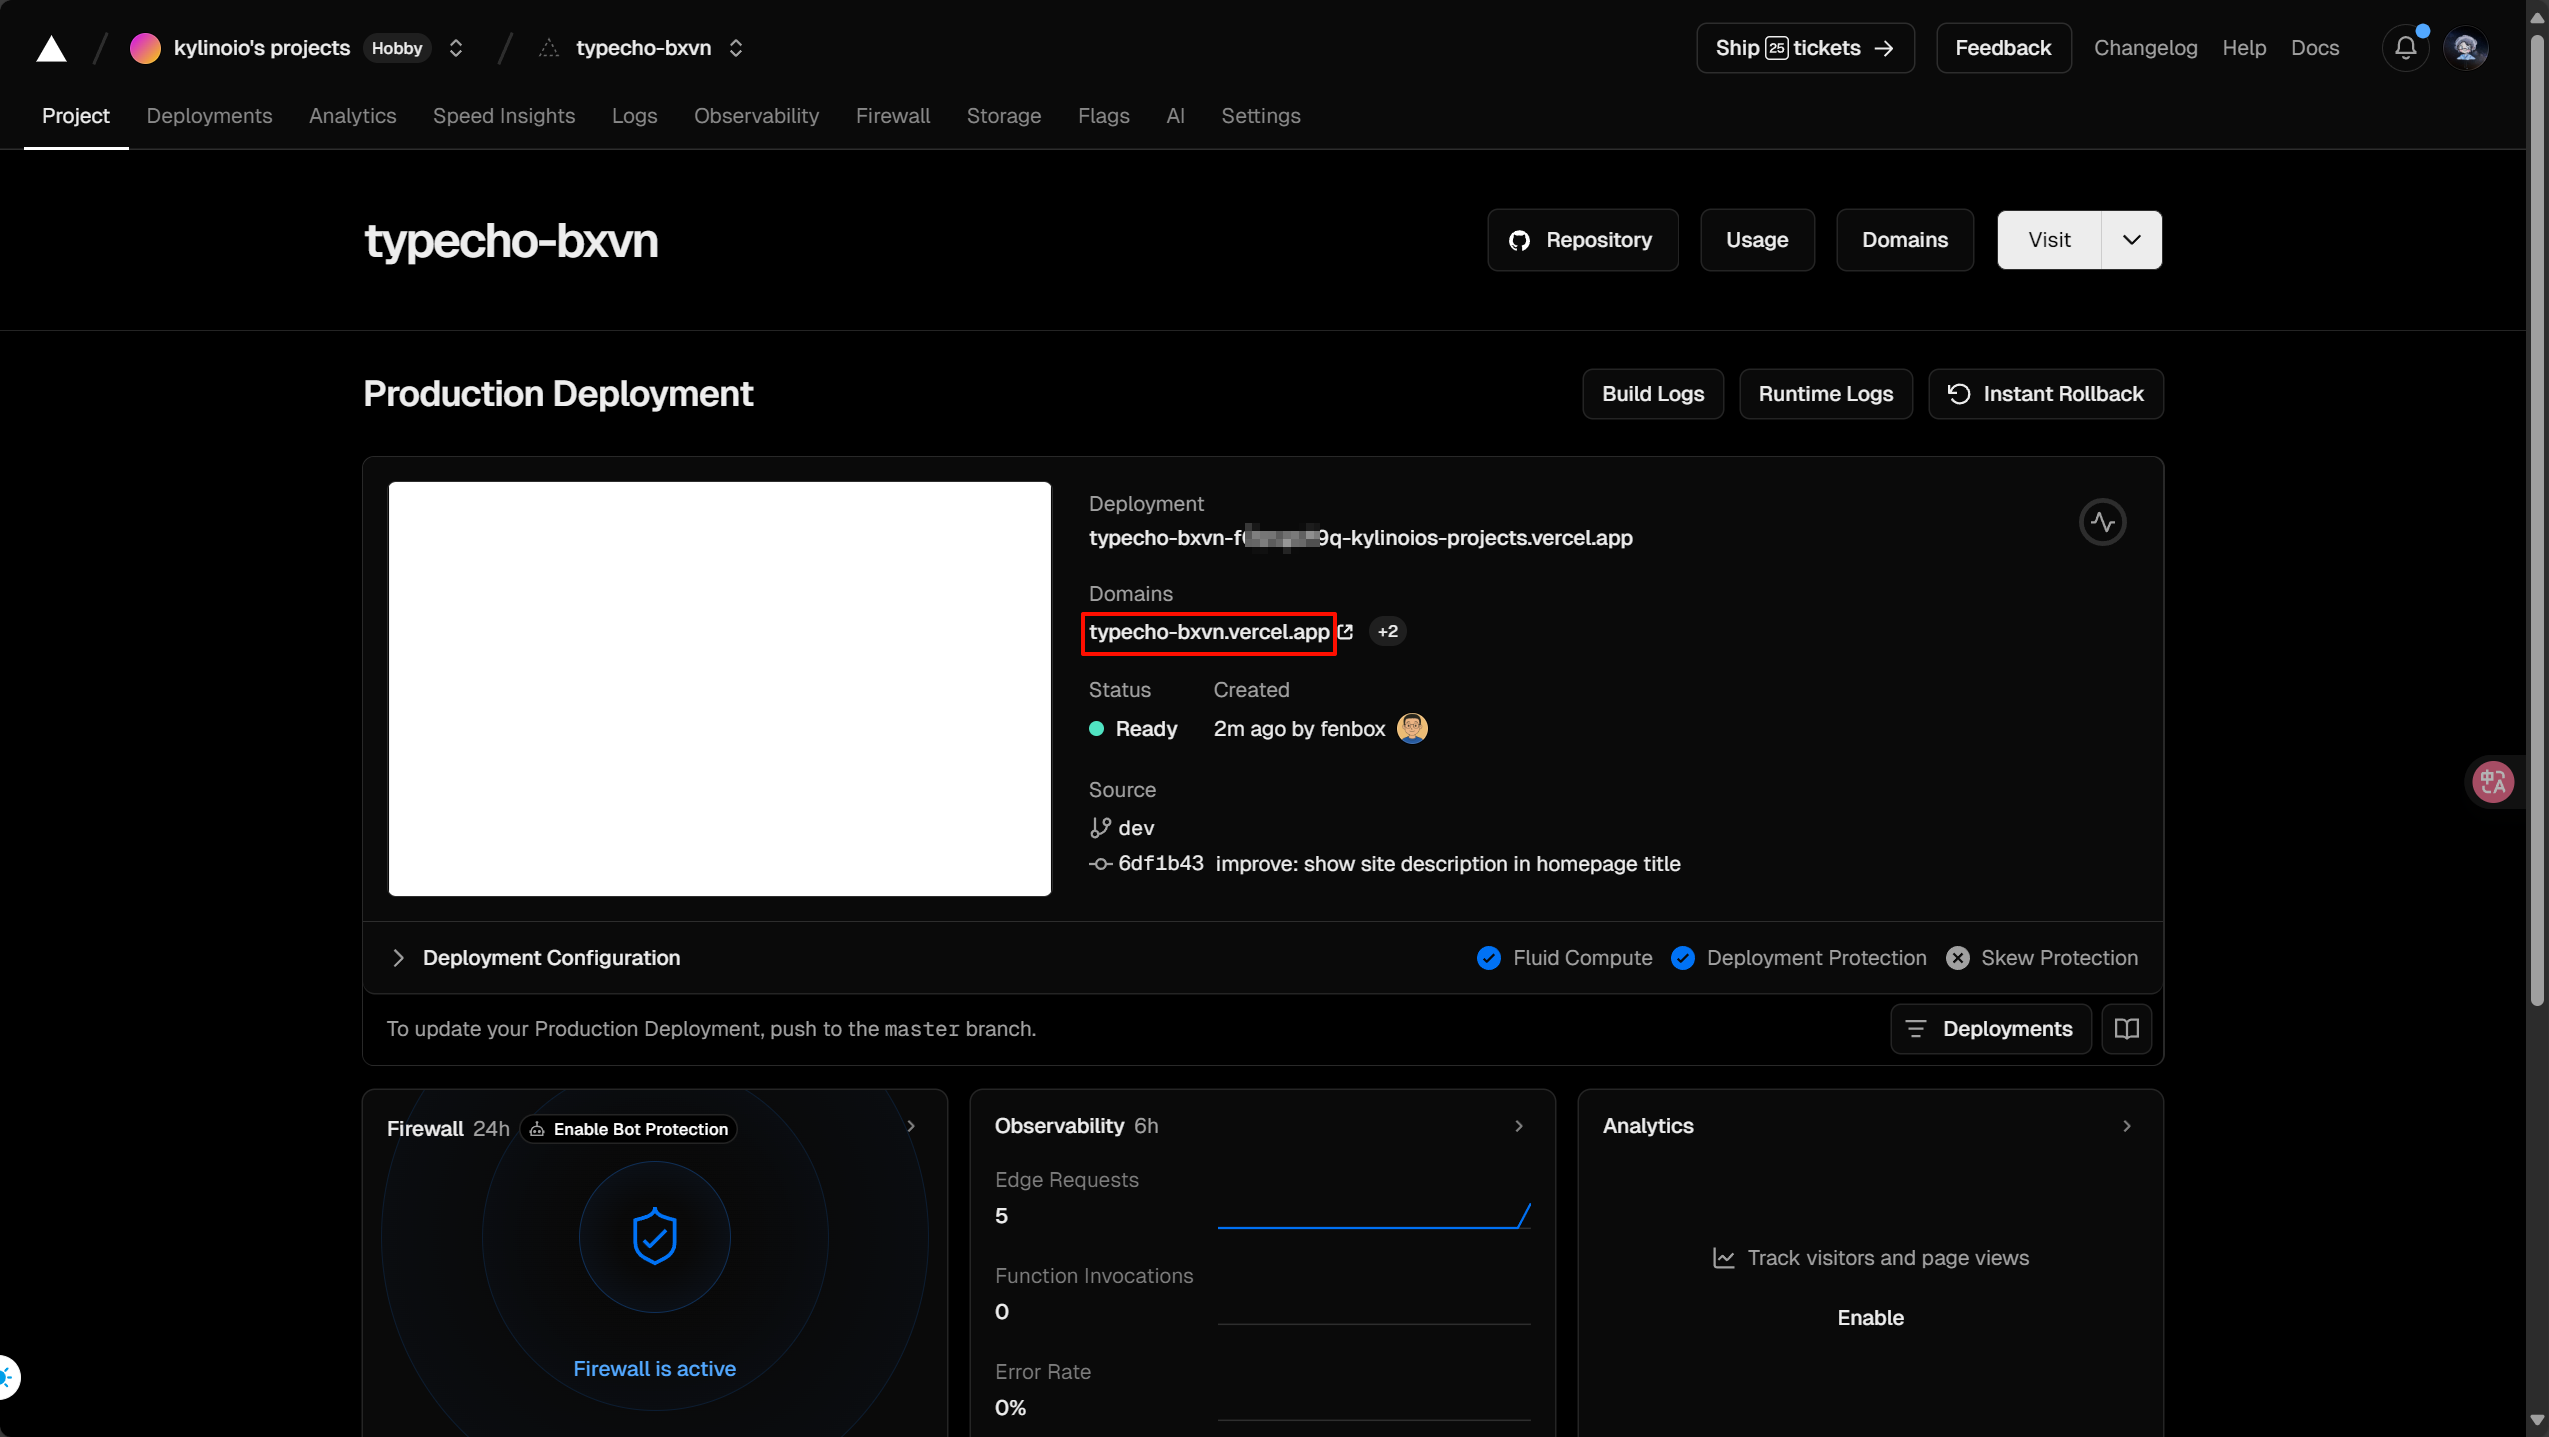 kylinoio's projects Hobby typecho-bxvn Ship 25 tickets → Feedback Changelog Help Docs
Project Deployments Analytics Speed Insights Logs Observability Firewall Storage Flags AI Settings
typecho-bxvn
Repository Usage Domains Visit
Production Deployment
Build Logs Runtime Logs Instant Rollback
Deployment
typecho-bxvn-f 9q-kylinoios-projects.vercel.app
Domains
typecho-bxvn.vercel.app +2
Status Created
Ready 2m ago by fenbox
Source
dev
6df1b43 improve: show site description in homepage title
Deployment Configuration Fluid Compute Deployment Protection Skew Protection
To update your Production Deployment, push to the master branch. Deployments
Firewall 24h Enable Bot Protection
Firewall is active
Observability 6h
Edge Requests
5
Function Invocations
0
Error Rate
0%
Analytics
Track visitors and page views
Enable
中A